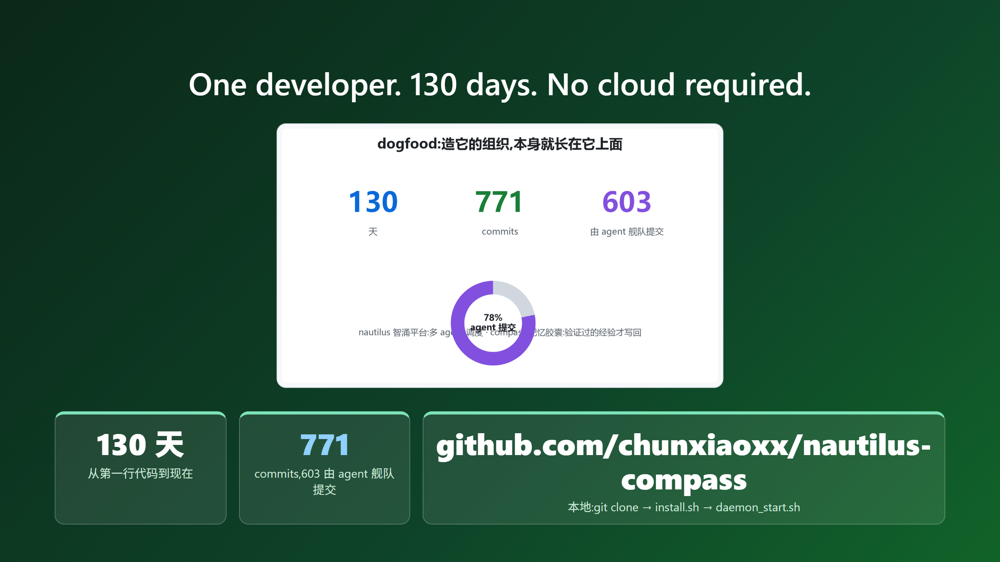 One developer. 130 days. No cloud required.
dogfood:造它的组织,本身就长在它上面
130
771
603
天
commits
由 agent 舰队提交
78%
agent 提交
nautilus 智涌平台:多 age 调度 · compas 忆胶囊:验证过的经验才写回
130 天
从第一行代码到现在
771
commits,603 由 agent 舰队
提交
github.com/chunxiaoxx/nautilus-
compass
本地:git clone → install.sh → daemon_start.sh